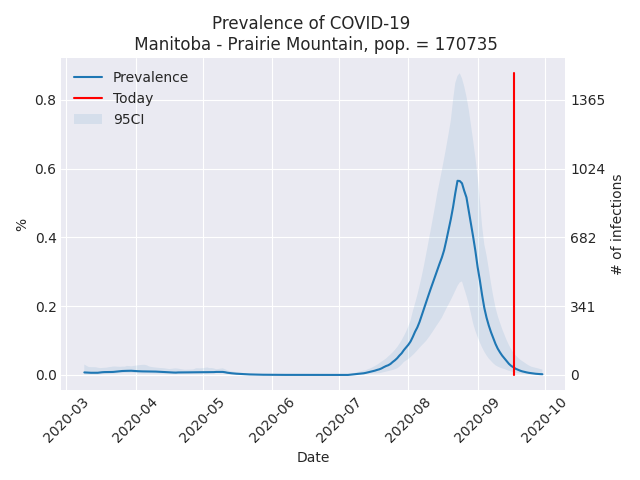 Prevalence of COVID-19
Manitoba - Prairie Mountain, pop. = 170735
Prevalence
Today
95CI
0.8
0.6
0.4
0.2
0.0
%
1365
1024
682
341
0
# of infections
2020-03
2020-04
2020-05
2020-06
2020-07
2020-08
2020-09
2020-10
Date